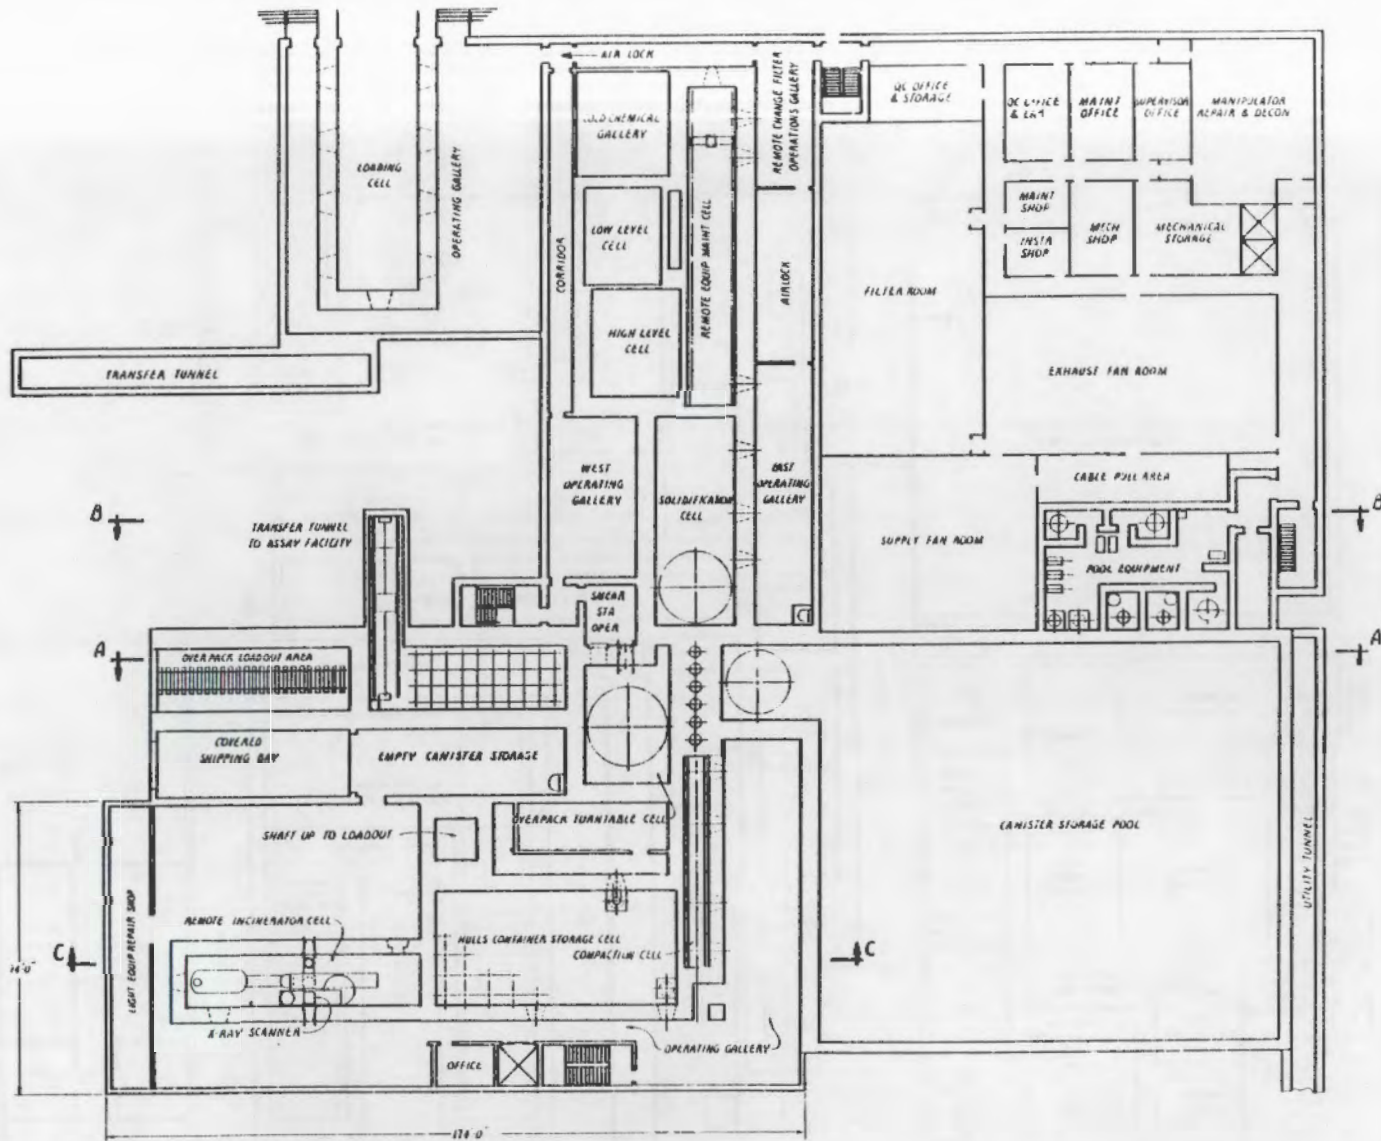 AIR LOCK
LOADING
CELL
OPERATING GALLERY
CORRIDOR
COLD CHEMICAL
GALLERY
LOW LEVEL
CELL
HIGH LEVEL
CELL
REMOTE EQUIP MAINT CELL
REMOTE CHANGE FILTER
OPERATIONS GALLERY
AIRLOCK
QC OFFICE
& STORAGE
QC OFFICE
&
MAINT
OFFICE
SUPERVISOR
OFFICE
MANIPULATOR
REPAIR & DECON
MAINT
SHOP
INSTR
SHOP
MECH
SHOP
MECHANICAL
STORAGE
FILTER ROOM
EXHAUST FAN ROOM
TRANSFER TUNNEL
WEST
OPERATING
GALLERY
SOLIDIFICATION
CELL
EAST
OPERATING
GALLERY
CABLE PULL AREA
SUPPLY FAN ROOM
POOL EQUIPMENT
B
B
TRANSFER TUNNEL
TO ASSAY FACILITY
SMEAR
STA
OPER
A
A
OVERPACK LOADOUT AREA
COVERED
SHIPPING BAY
EMPTY CANISTER STORAGE
OVERPACK TURNTABLE CELL
SHAFT UP TO LOADOUT
CANISTER STORAGE POOL
UTILITY TUNNEL
LIGHT EQUIP REPAIR SHOP
REMOTE INCINERATOR CELL
HULLS CONTAINER STORAGE CELL
COMPACTION CELL
C
C
X-RAY SCANNER
OPERATING GALLERY
OFFICE
174'0"